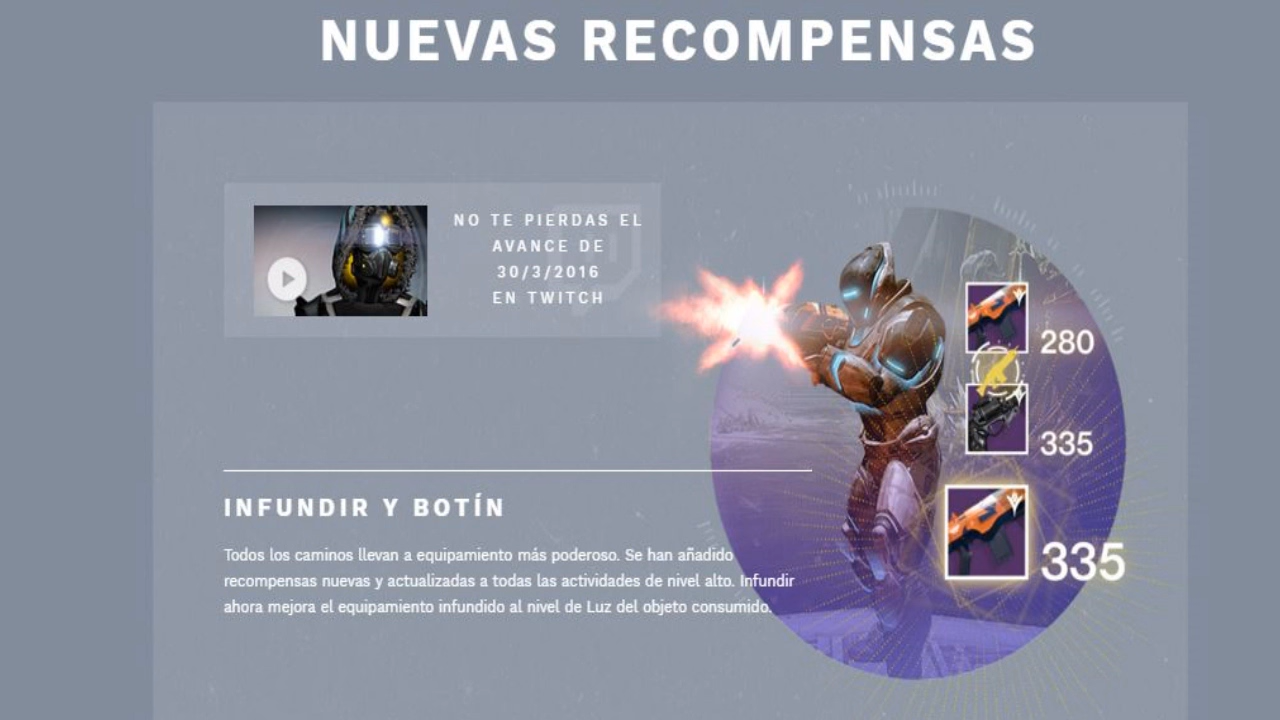 NUEVAS RECOMPENSAS
NO TE PIERDAS EL
AVANCE DE
30/3/2016
EN TWITCH
280
335
335
INFUNDIR Y BOTÍN
Todos los caminos llevan a equipamiento más poderoso. Se han añadido
recompensas nuevas y actualizadas a todas las actividades de nivel alto. Infundir
ahora mejora el equipamiento infundido al nivel de Luz del objeto consumido.